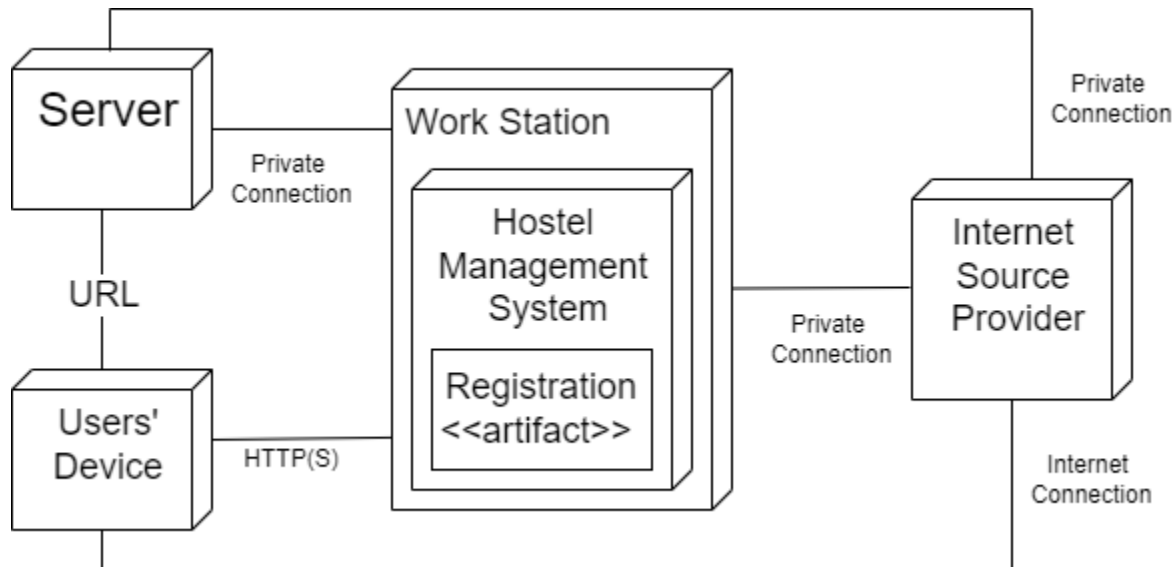 Server
Private
Connection
Work Station
Private
Connection
Hostel
Management
System
Internet
Source
Provider
URL
Private
Connection
Registration
<<artifact>>
Users'
Device
HTTP(S)
Internet
Connection